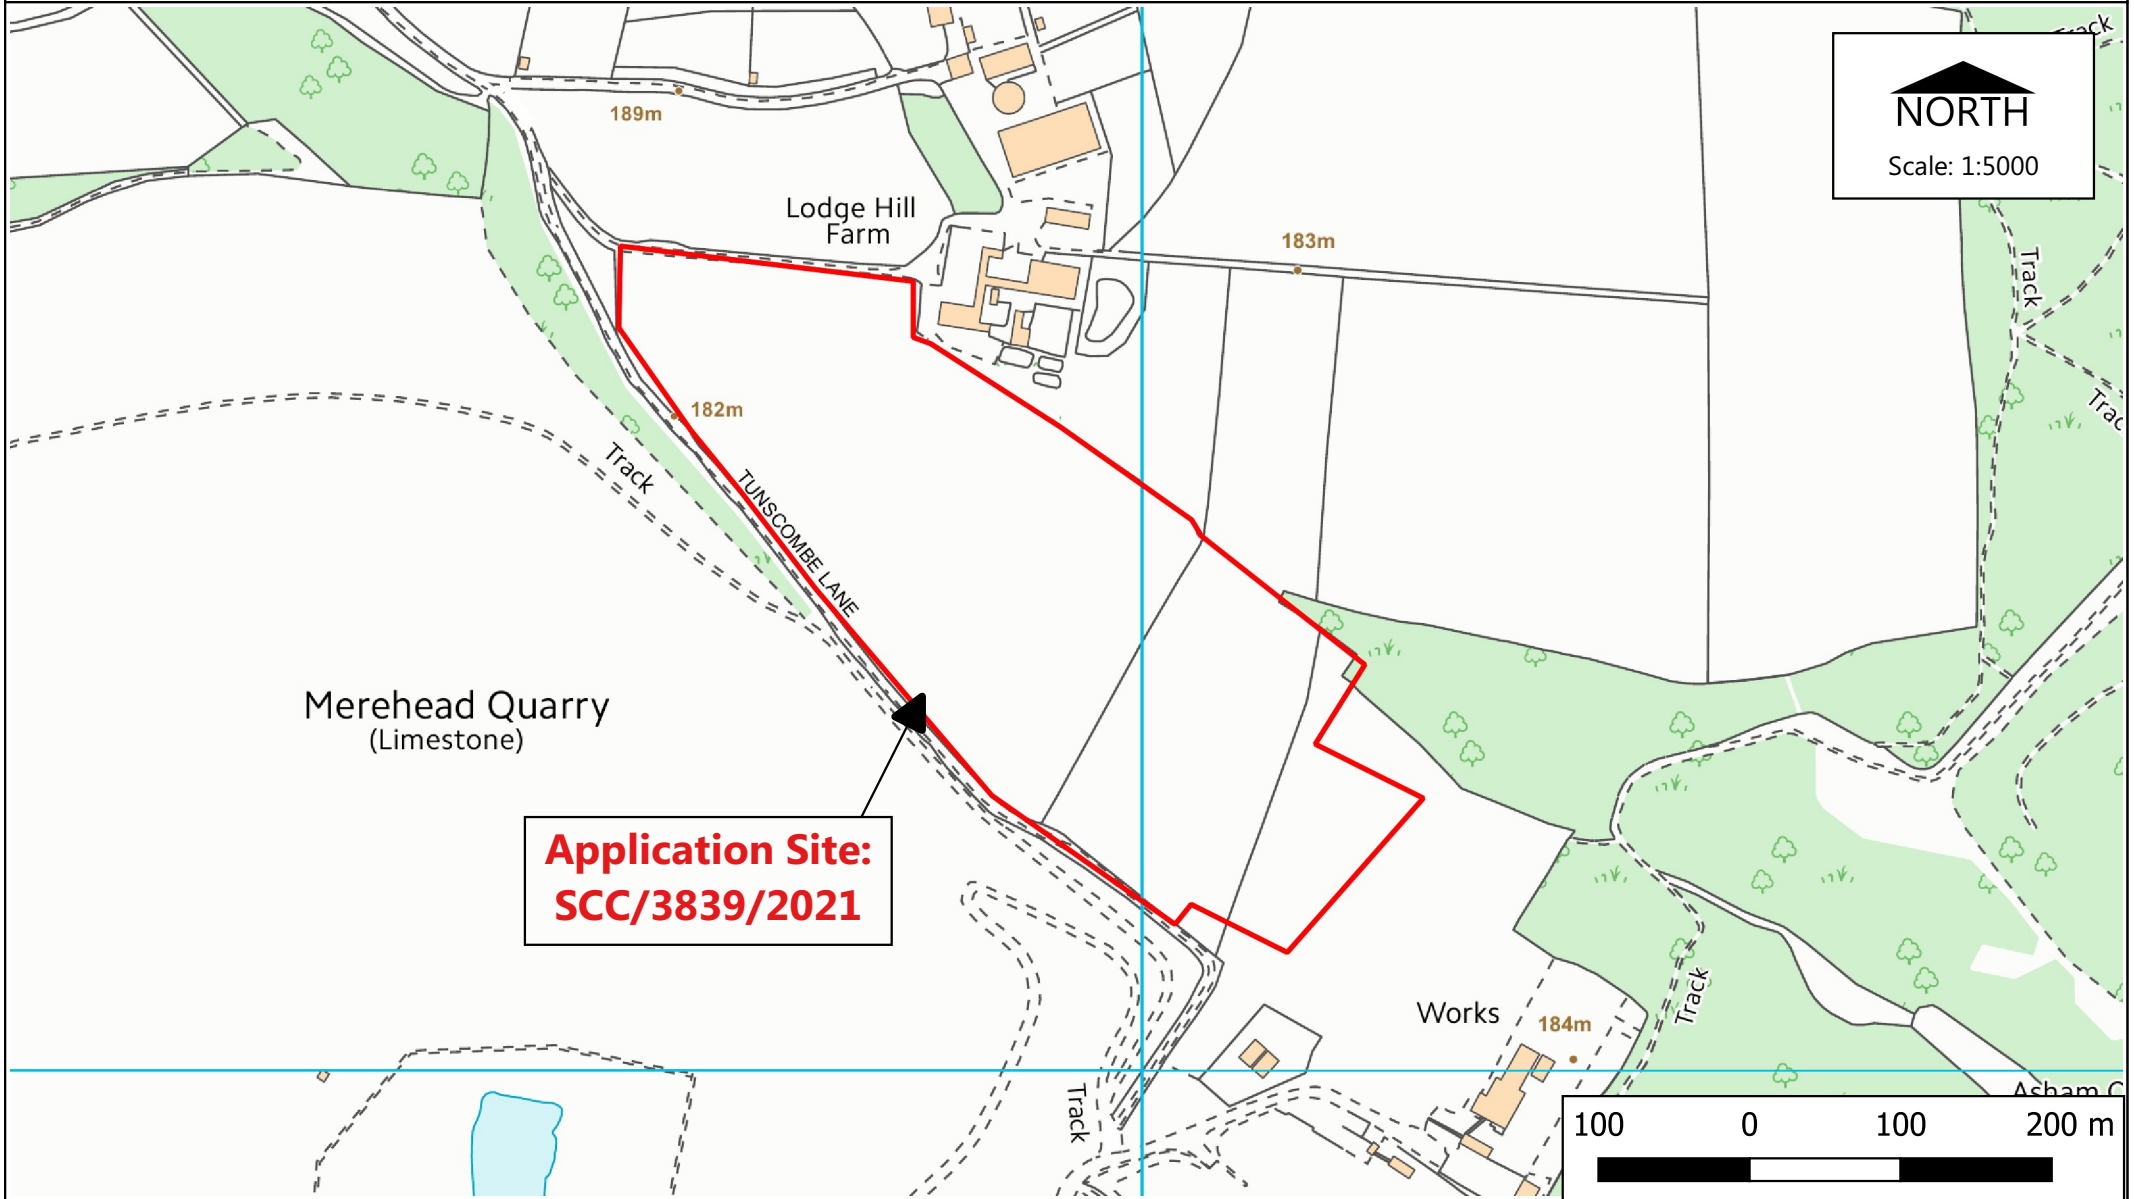 Track
NORTH
Scale: 1:5000
189m
Lodge Hill
Farm
183m
Track
182m
Track
TUNSCOMBE LANE
Merehead Quarry
(Limestone)
Application Site:
SCC/3839/2021
Works
184m
Track
Track
Asham
100 0 100 200 m